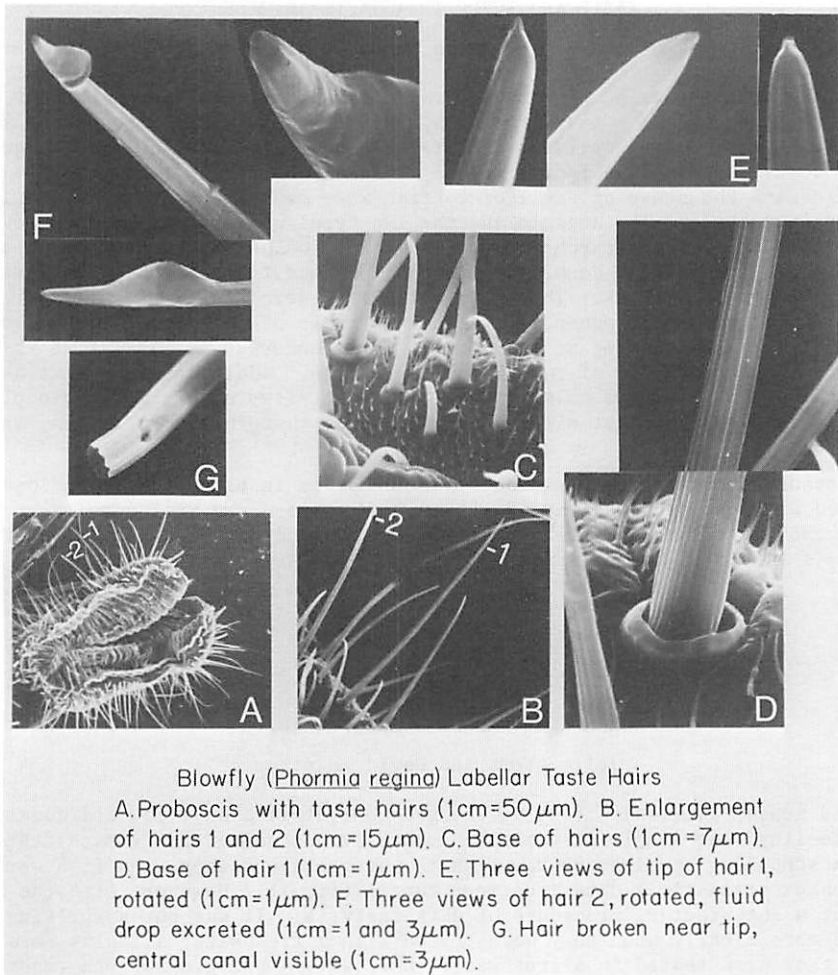 F
E
G
C
-2-1
A
-2
-1
B
D
Blowfly (Phormia regina) Labellar Taste Hairs
A. Proboscis with taste hairs (1cm=50μm). B. Enlargement
of hairs 1 and 2 (1cm=15μm). C. Base of hairs (1cm=7μm).
D. Base of hair 1 (1cm=1μm). E. Three views of tip of hair 1,
rotated (1cm=1μm). F. Three views of hair 2, rotated, fluid
drop excreted (1cm=1 and 3μm). G. Hair broken near tip,
central canal visible (1cm=3μm).